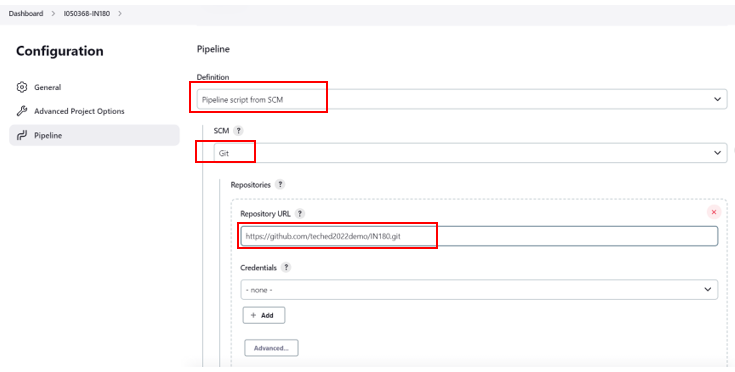 Dashboard > I050368-IN180 >
Configuration
General
Advanced Project Options
Pipeline
Pipeline
Definition
Pipeline script from SCM
SCM ?
Git
Repositories ?
Repository URL ?
https://github.com/teched2022demo/IN180.git
Credentials ?
- none -
+ Add
Advanced...